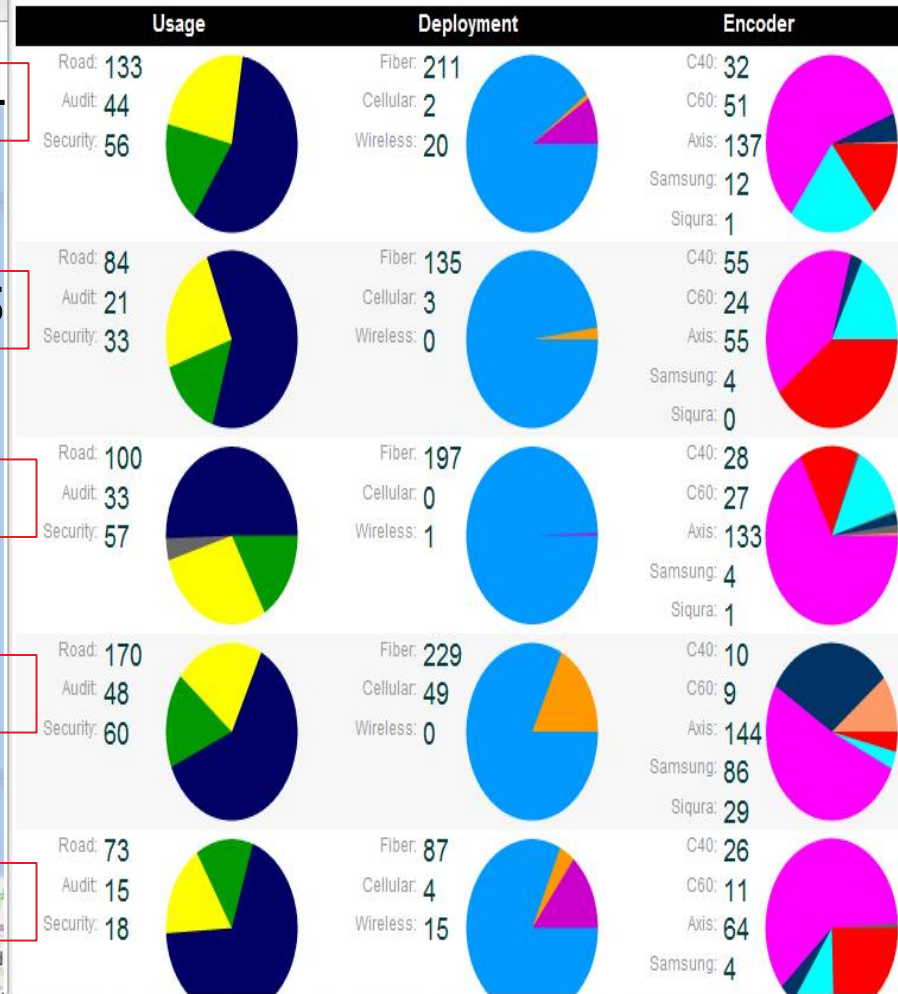 Usage Deployment Encoder
Road: 133 Fiber: 211 C40: 32
Audit: 44 Cellular: 2 C60: 51
Security: 56 Wireless: 20 Axis: 137
Samsung: 12
Siqura: 1
Road: 84 Fiber: 135 C40: 55
Audit: 21 Cellular: 3 C60: 24
Security: 33 Wireless: 0 Axis: 55
Samsung: 4
Siqura: 0
Road: 100 Fiber: 197 C40: 28
Audit: 33 Cellular: 0 C60: 27
Security: 57 Wireless: 1 Axis: 133
Samsung: 4
Siqura: 1
Road: 170 Fiber: 229 C40: 10
Audit: 48 Cellular: 49 C60: 9
Security: 60 Wireless: 0 Axis: 144
Samsung: 86
Siqura: 29
Road: 73 Fiber: 87 C40: 26
Audit: 15 Cellular: 4 C60: 11
Security: 18 Wireless: 15 Axis: 64
Samsung: 4